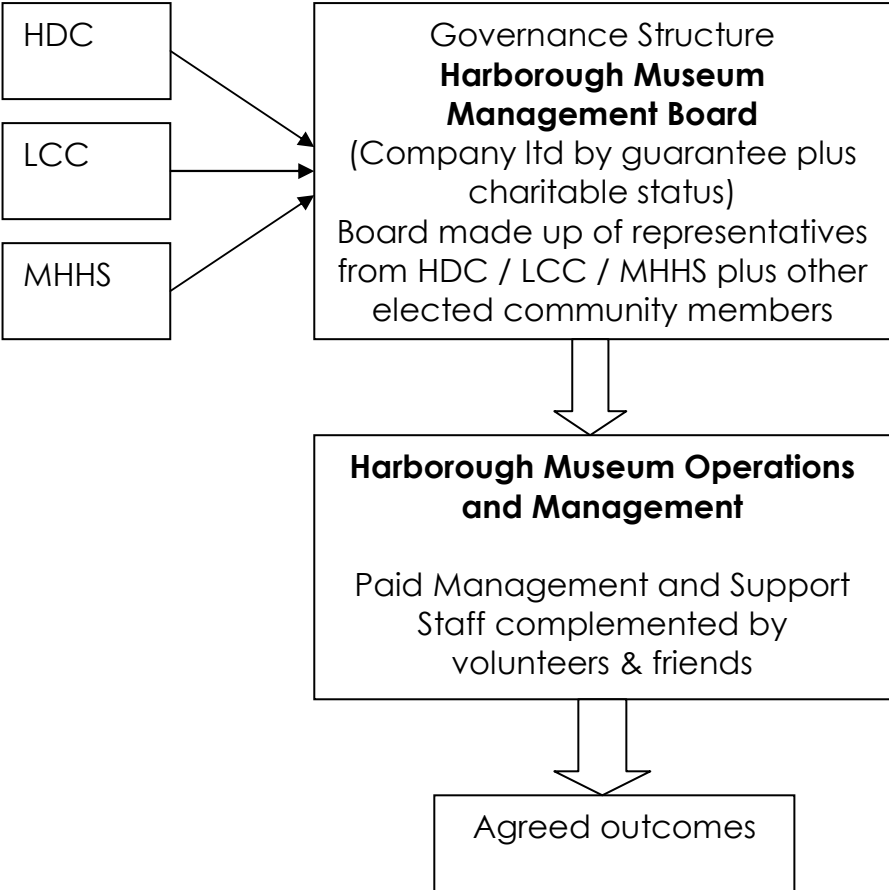 HDC
LCC
MHHS
Governance Structure
Harborough Museum
Management Board
(Company ltd by guarantee plus
charitable status)
Board made up of representatives
from HDC / LCC / MHHS plus other
elected community members
Harborough Museum Operations
and Management
Paid Management and Support
Staff complemented by
volunteers & friends
Agreed outcomes